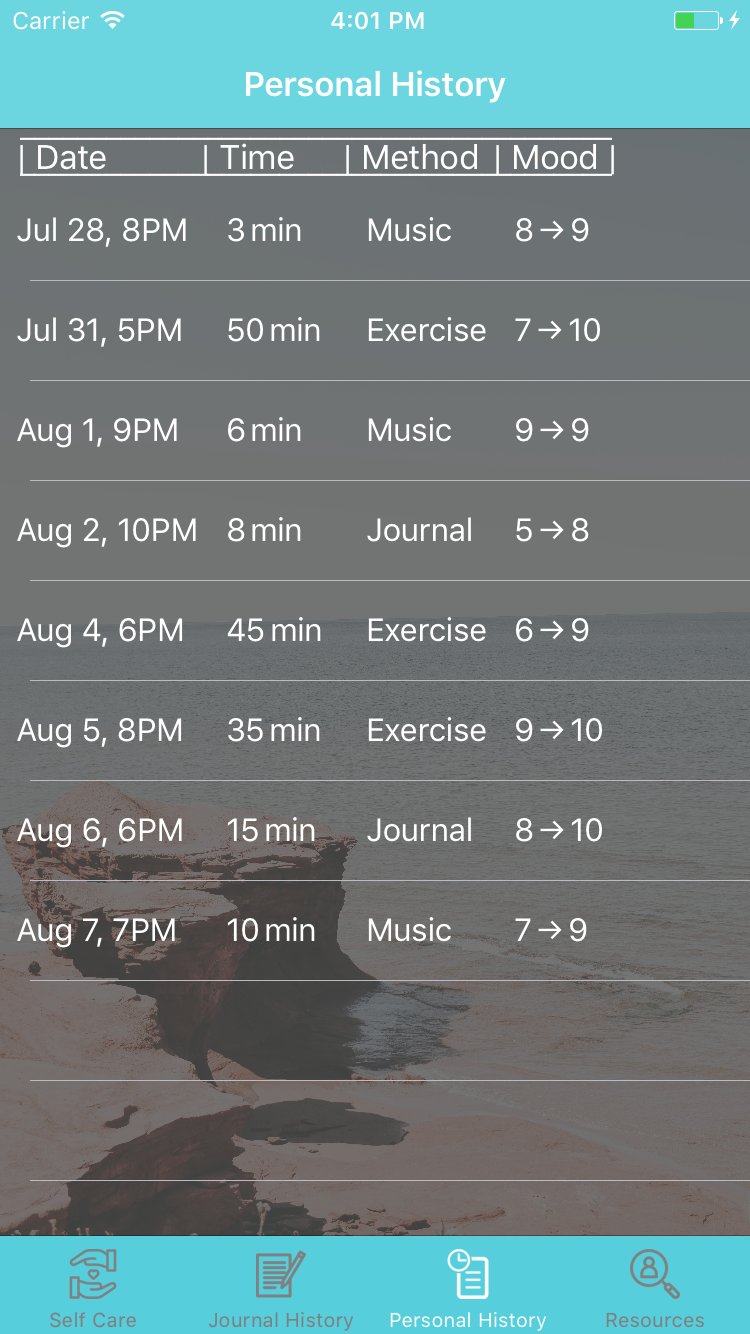 Carrier 4:01 PM
Personal History
| Date | Time | Method | Mood |
Jul 28, 8PM 3 min Music 8→9
Jul 31, 5PM 50 min Exercise 7→10
Aug 1, 9PM 6 min Music 9→9
Aug 2, 10PM 8 min Journal 5→8
Aug 4, 6PM 45 min Exercise 6→9
Aug 5, 8PM 35 min Exercise 9→10
Aug 6, 6PM 15 min Journal 8→10
Aug 7, 7PM 10 min Music 7→9
Self Care Journal History Personal History Resources